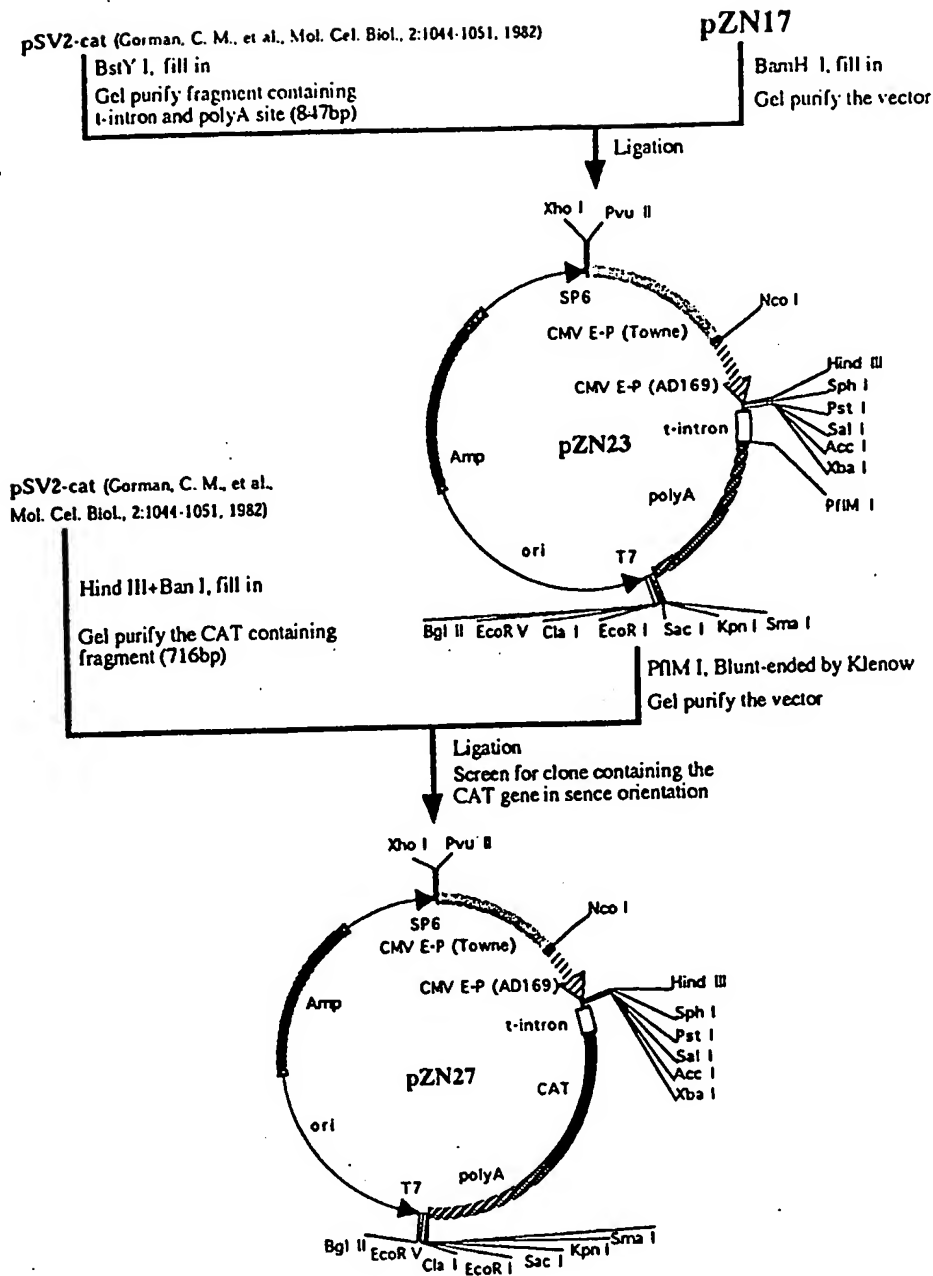 pSV2-cat (Gorman, C. M., et al., Mol. Cel. Biol., 2:1044-1051, 1982)
pZN17
BstY I, fill in
Gel purify fragment containing
t-intron and polyA site (847bp)
BamH I, fill in
Gel purify the vector
Ligation
Xho I
Pvu II
SP6
CMV E-P (Towne)
Nco I
CMV E-P (AD169)
Hind III
Sph I
Pst I
Sal I
Acc I
Xba I
PflM I
t-intron
pZN23
Amp
polyA
ori
T7
Bgl II EcoR V Cla I EcoR I Sac I Kpn I Sma I
pSV2-cat (Gorman, C. M., et al.,
Mol. Cel. Biol., 2:1044-1051, 1982)
Hind III+Ban I, fill in
Gel purify the CAT containing
fragment (716bp)
PflM I, Blunt-ended by Klenow
Gel purify the vector
Ligation
Screen for clone containing the
CAT gene in sence orientation
Xho I
Pvu II
SP6
CMV E-P (Towne)
Nco I
CMV E-P (AD169)
Hind III
Sph I
Pst I
Sal I
Acc I
Xba I
t-intron
Amp
pZN27
CAT
ori
polyA
T7
Bgl II EcoR V Cla I EcoR I Sac I Kpn I Sma I